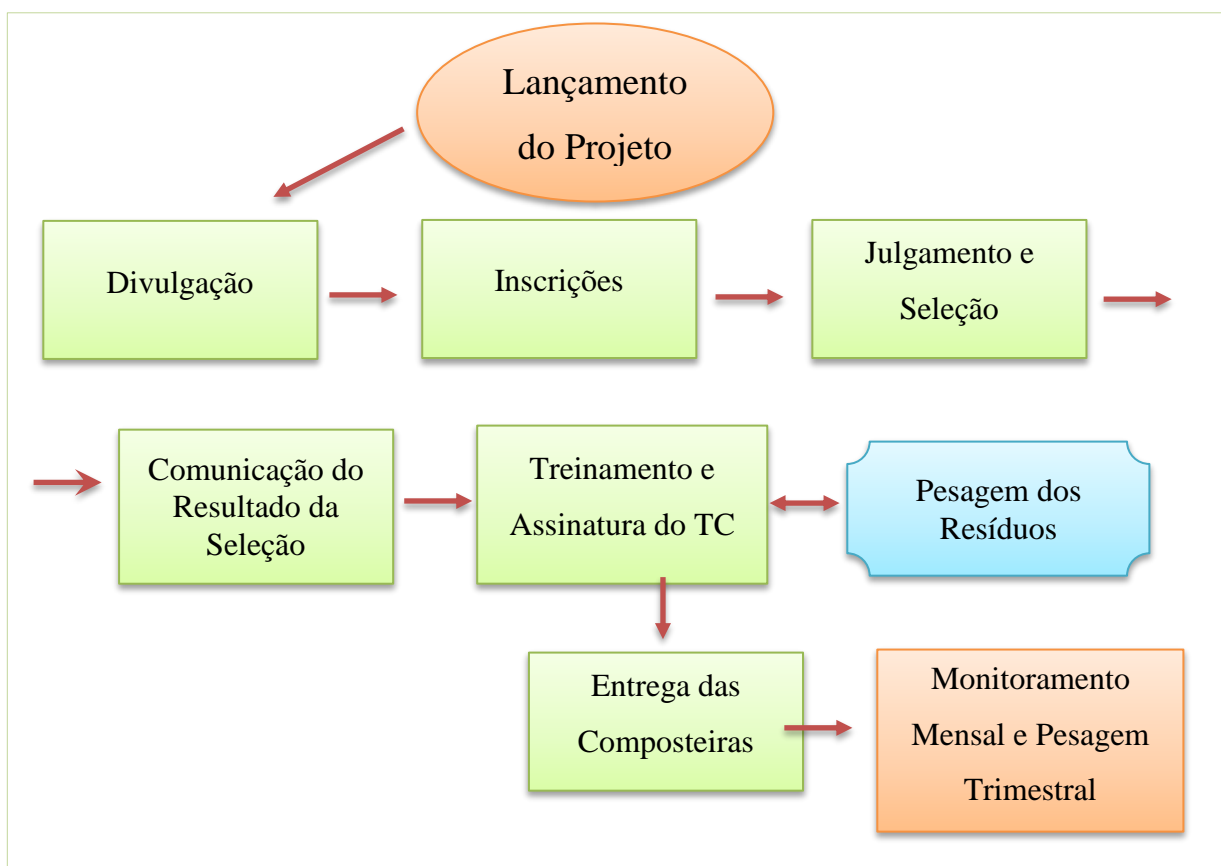 Lançamento
do Projeto
Divulgação
Inscrições
Julgamento e
Seleção
Comunicação do
Resultado da
Seleção
Treinamento e
Assinatura do TC
Pesagem dos
Resíduos
Entrega das
Composteiras
Monitoramento
Mensal e Pesagem
Trimestral